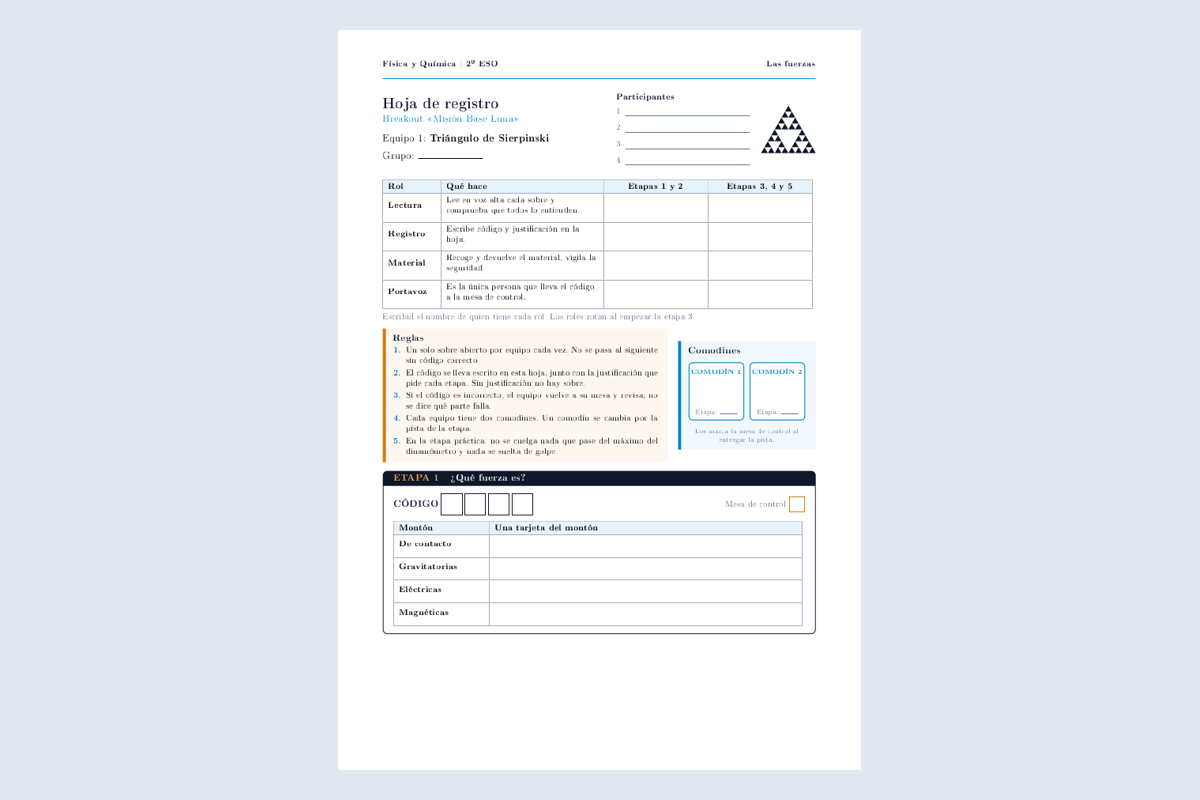 Física y Química | 2º ESO
Las fuerzas
Hoja de registro
Breakout «Misión Base Luna»
Equipo 1: Triángulo de Sierpinski
Grupo:
Participantes
1
2
3
4
Rol Qué hace Etapas 1 y 2 Etapas 3, 4 y 5
Lectura
Lee en voz alta cada sobre y
comprueba que todos lo entienden.
Registro
Escribe código y justificación en la
hoja.
Material
Recoge y devuelve el material, vigila la
seguridad.
Portavoz
Es la única persona que lleva el código
a la mesa de control.
Escribid el nombre de quien tiene cada rol. Los roles rotan al empezar la etapa 3.
Reglas
1. Un solo sobre abierto por equipo cada vez. No se pasa al siguiente
sin código correcto.
2. El código se lleva escrito en esta hoja, junto con la justificación que
pide cada etapa. Sin justificación no hay sobre.
3. Si el código es incorrecto, el equipo vuelve a su mesa y revisa; no
se dice qué parte falla.
4. Cada equipo tiene dos comodines. Un comodín se cambia por la
pista de la etapa.
5. En la etapa práctica: no se cuelga nada que pase del máximo del
dinamómetro y nada se suelta de golpe.
Comodines
COMODÍN 1
Etapa:
COMODÍN 2
Etapa:
Los marca la mesa de control al
entregar la pista.
ETAPA 1 ¿Qué fuerza es?
CÓDIGO
Mesa de control
Montón Una tarjeta del montón
De contacto
Gravitatorias
Eléctricas
Magnéticas